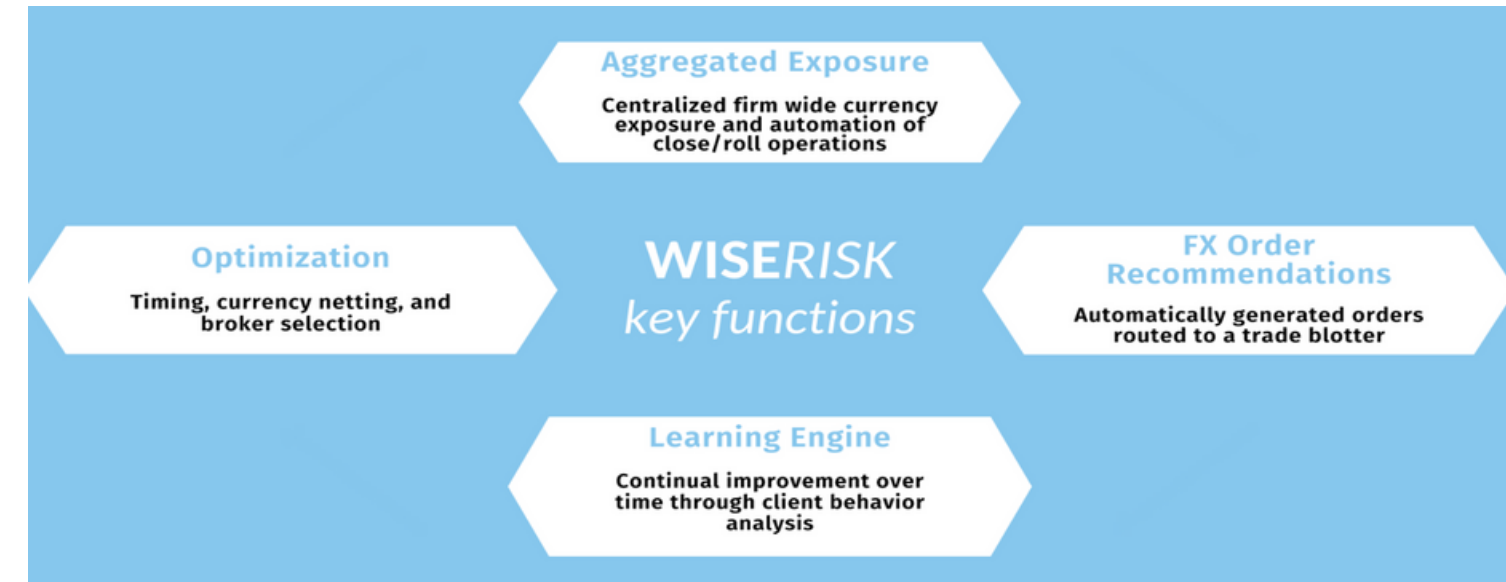 Aggregated Exposure
Centralized firm wide currency
exposure and automation of
close/roll operations
Optimization
Timing, currency netting, and
broker selection
WISERISK
key functions
FX Order
Recommendations
Automatically generated orders
routed to a trade blotter
Learning Engine
Continual improvement over
time through client behavior
analysis